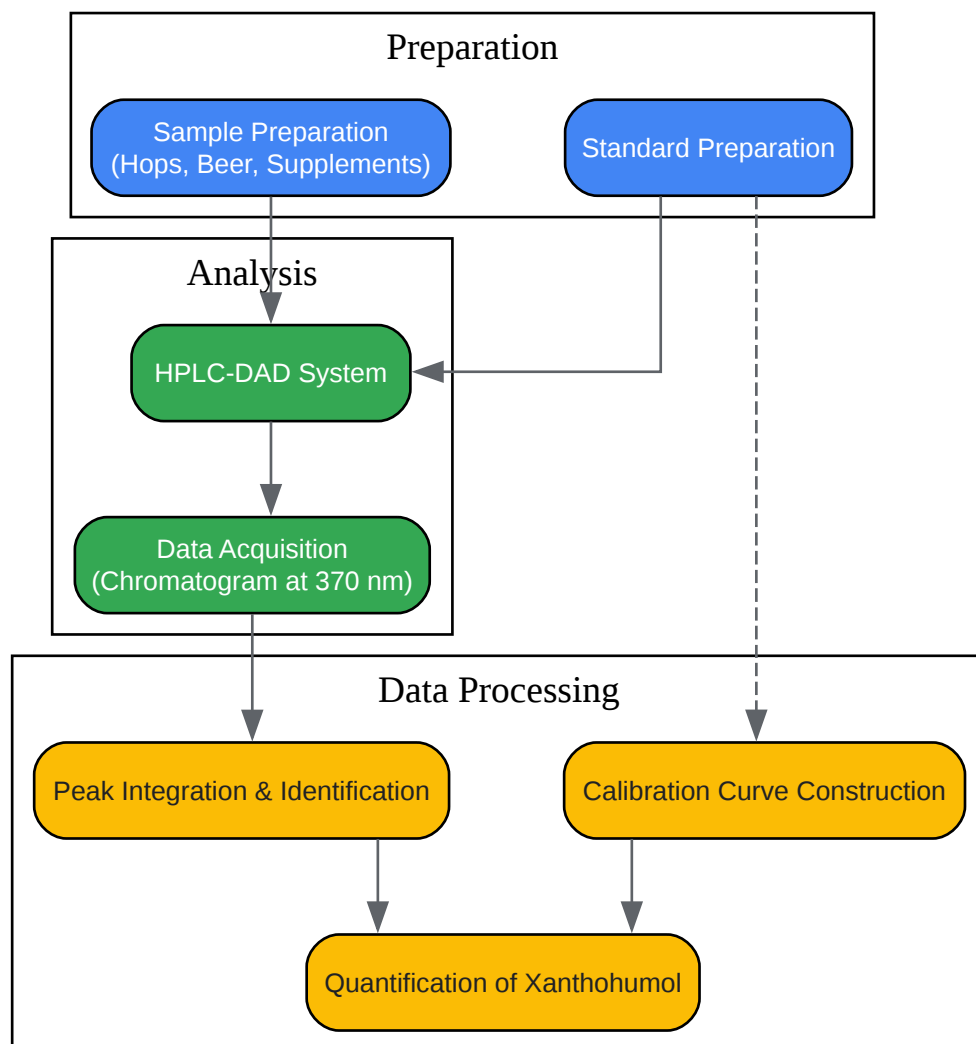 Preparation
Sample Preparation
(Hops, Beer, Supplements)
Standard Preparation
Analysis
HPLC-DAD System
Data Acquisition
(Chromatogram at 370 nm)
Data Processing
Peak Integration & Identification
Calibration Curve Construction
Quantification of Xanthohumol